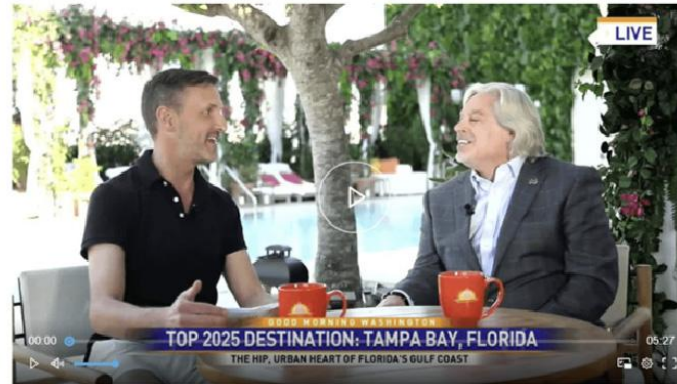 LIVE
GOOD MORNING WASHINGTON
TOP 2025 DESTINATION: TAMPA BAY, FLORIDA
THE HIP, URBAN HEART OF FLORIDA'S GULF COAST
00:00
05:27